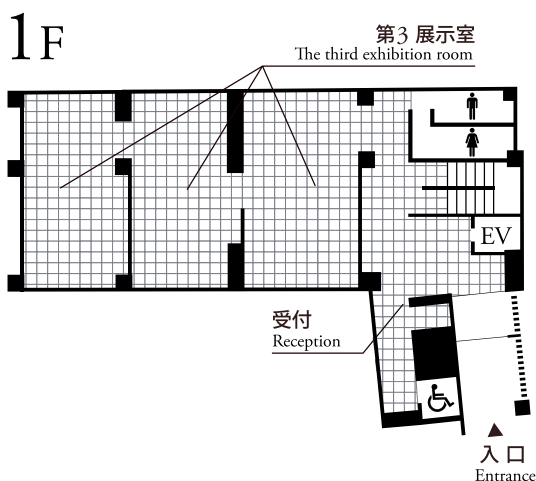 1F
第3 展示室
The third exhibition room
EV
受付
Reception
入口
Entrance